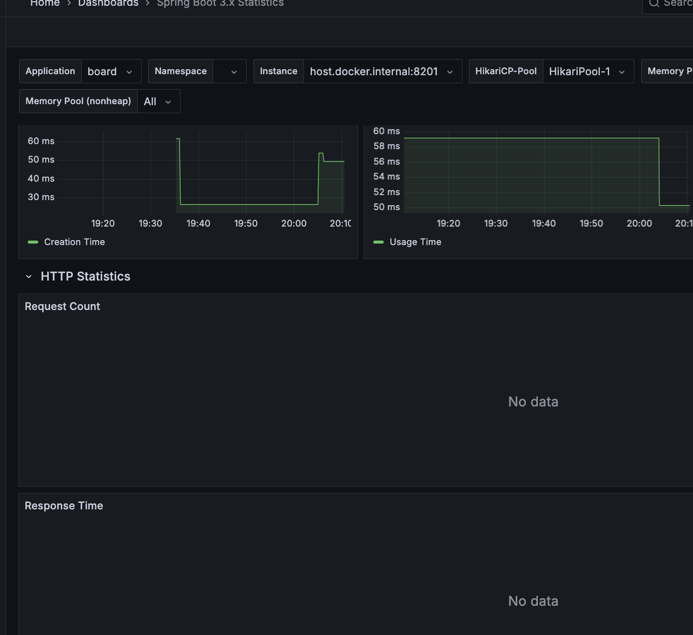 Home › Dashboards › Spring Boot 3.x Statistics
Searc
Application board Namespace Instance host.docker.internal:8201 HikariCP-Pool HikariPool-1 Memory P
Memory Pool (nonheap) All
60 ms
50 ms
40 ms
30 ms
19:20 19:30 19:40 19:50 20:00 20:10
Creation Time
60 ms
58 ms
56 ms
54 ms
52 ms
50 ms
19:20 19:30 19:40 19:50 20:00 20:1
Usage Time
HTTP Statistics
Request Count
No data
Response Time
No data